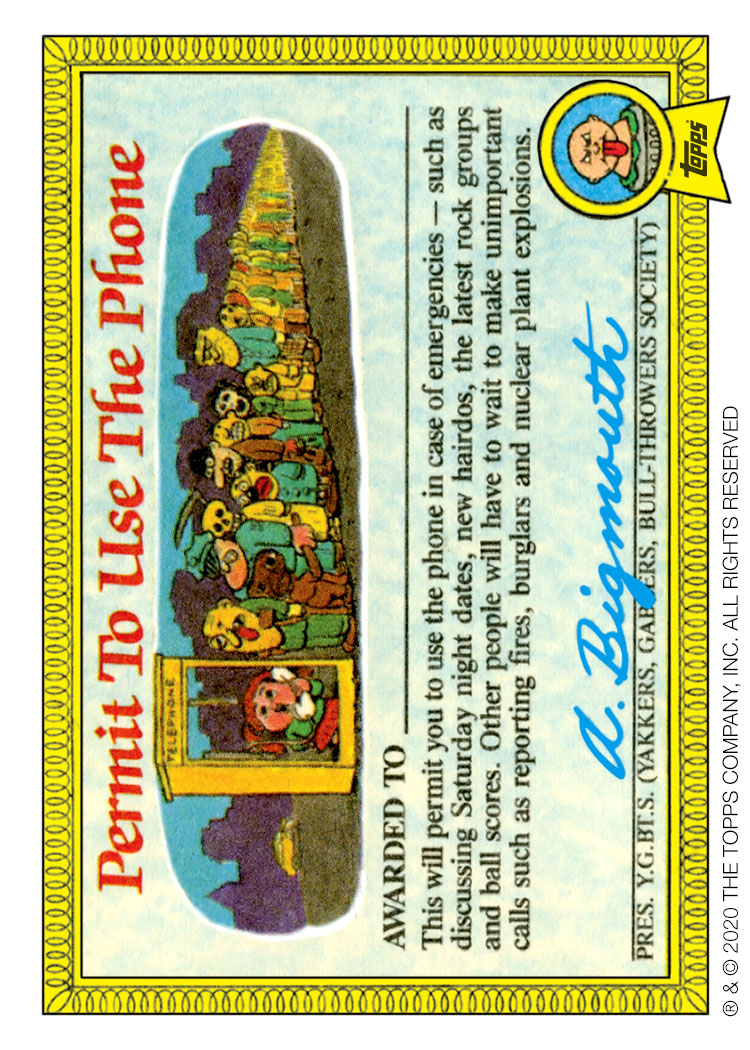 Permit To Use The Phone
TELEPHONE
AWARDED TO
This will permit you to use the phone in case of emergencies — such as
discussing Saturday night dates, new hairdos, the latest rock groups
and ball scores. Other people will have to wait to make unimportant
calls such as reporting fires, burglars and nuclear plant explosions.
A. Bigmouth
PRES. Y.G.BT.S. (YAKKERS, GABBERS, BULL-THROWERS SOCIETY)
topps
® & © 2020 THE TOPPS COMPANY, INC. ALL RIGHTS RESERVED